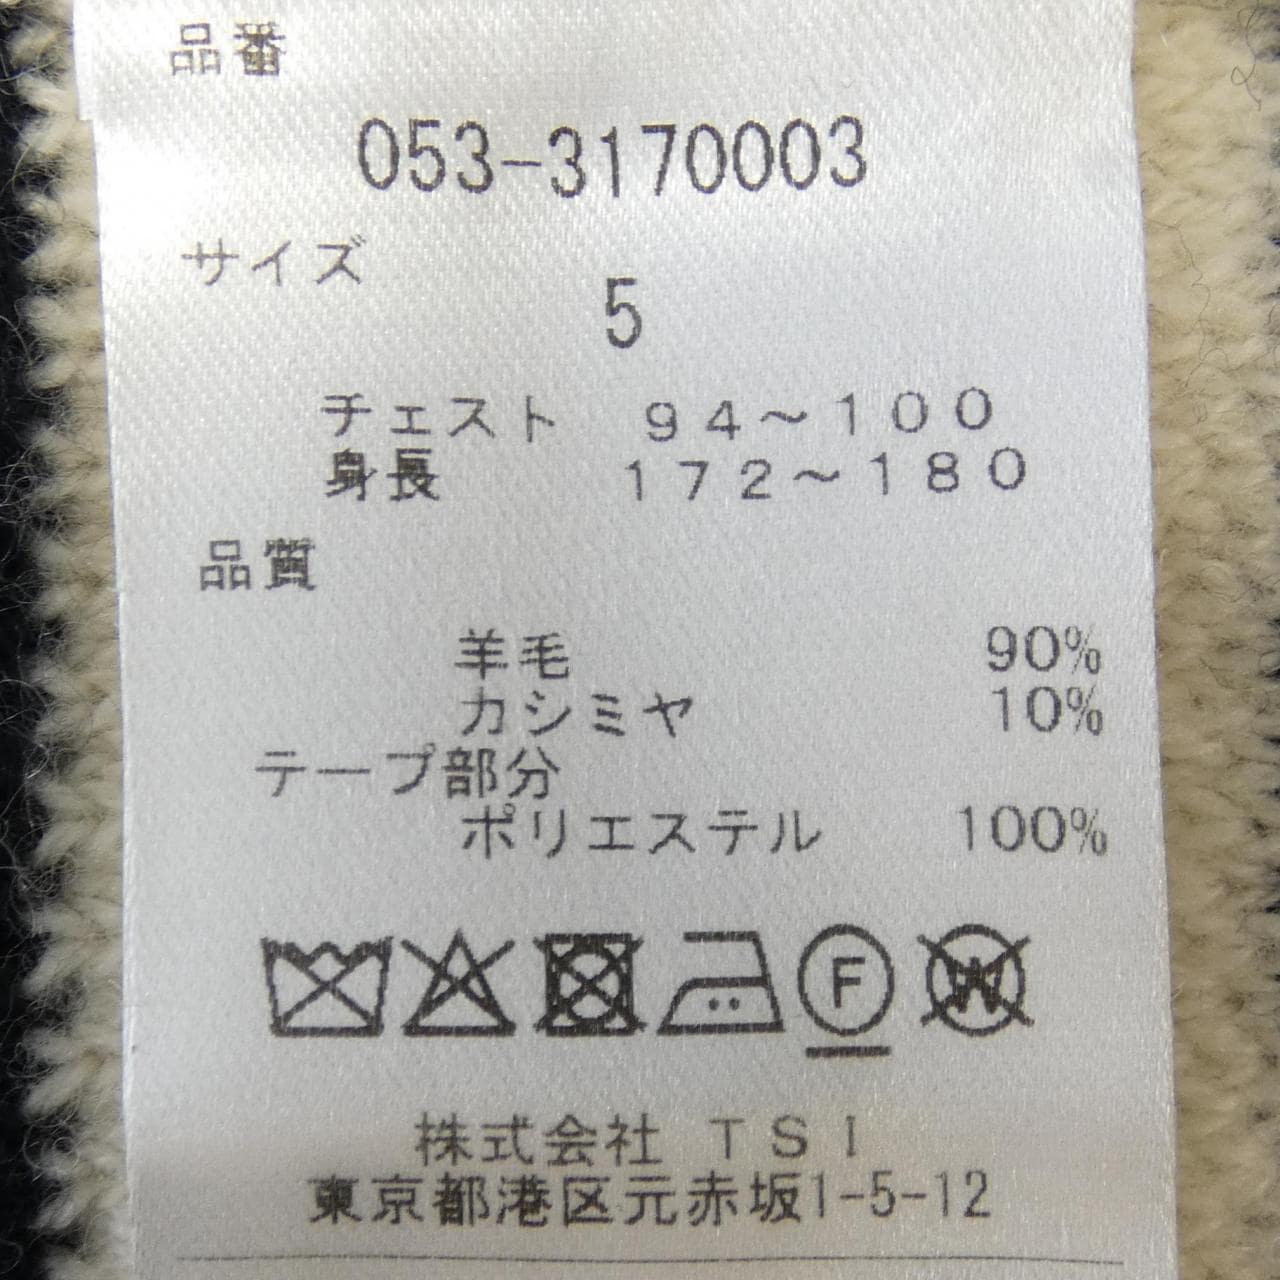 品番
053-3170003
サイズ
5
チェスト 94～100
身長 172～180
品質
羊毛 90%
カシミヤ 10%
テープ部分
ポリエステル 100%
F W
株式会社 TSI
東京都港区元赤坂1-5-12